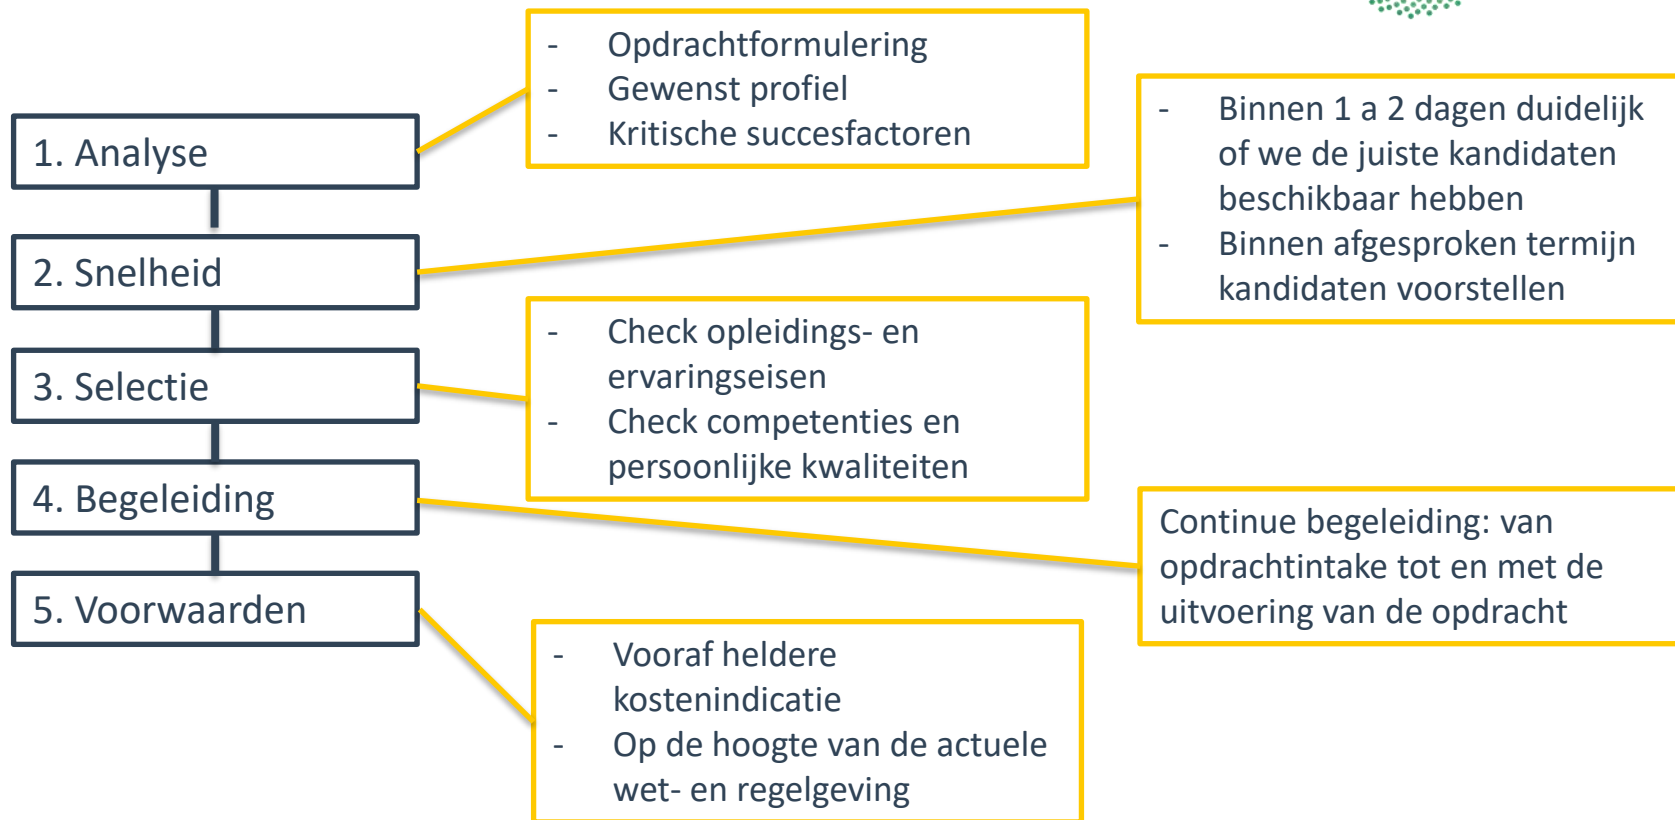 1. Analyse
- Opdrachtformulering
- Gewenst profiel
- Kritische succesfactoren
2. Snelheid
- Binnen 1 a 2 dagen duidelijk
of we de juiste kandidaten
beschikbaar hebben
- Binnen afgesproken termijn
kandidaten voorstellen
3. Selectie
- Check opleidings- en
ervaringseisen
- Check competenties en
persoonlijke kwaliteiten
4. Begeleiding
Continue begeleiding: van
opdrachtintake tot en met de
uitvoering van de opdracht
5. Voorwaarden
- Vooraf heldere
kostenindicatie
- Op de hoogte van de actuele
wet- en regelgeving